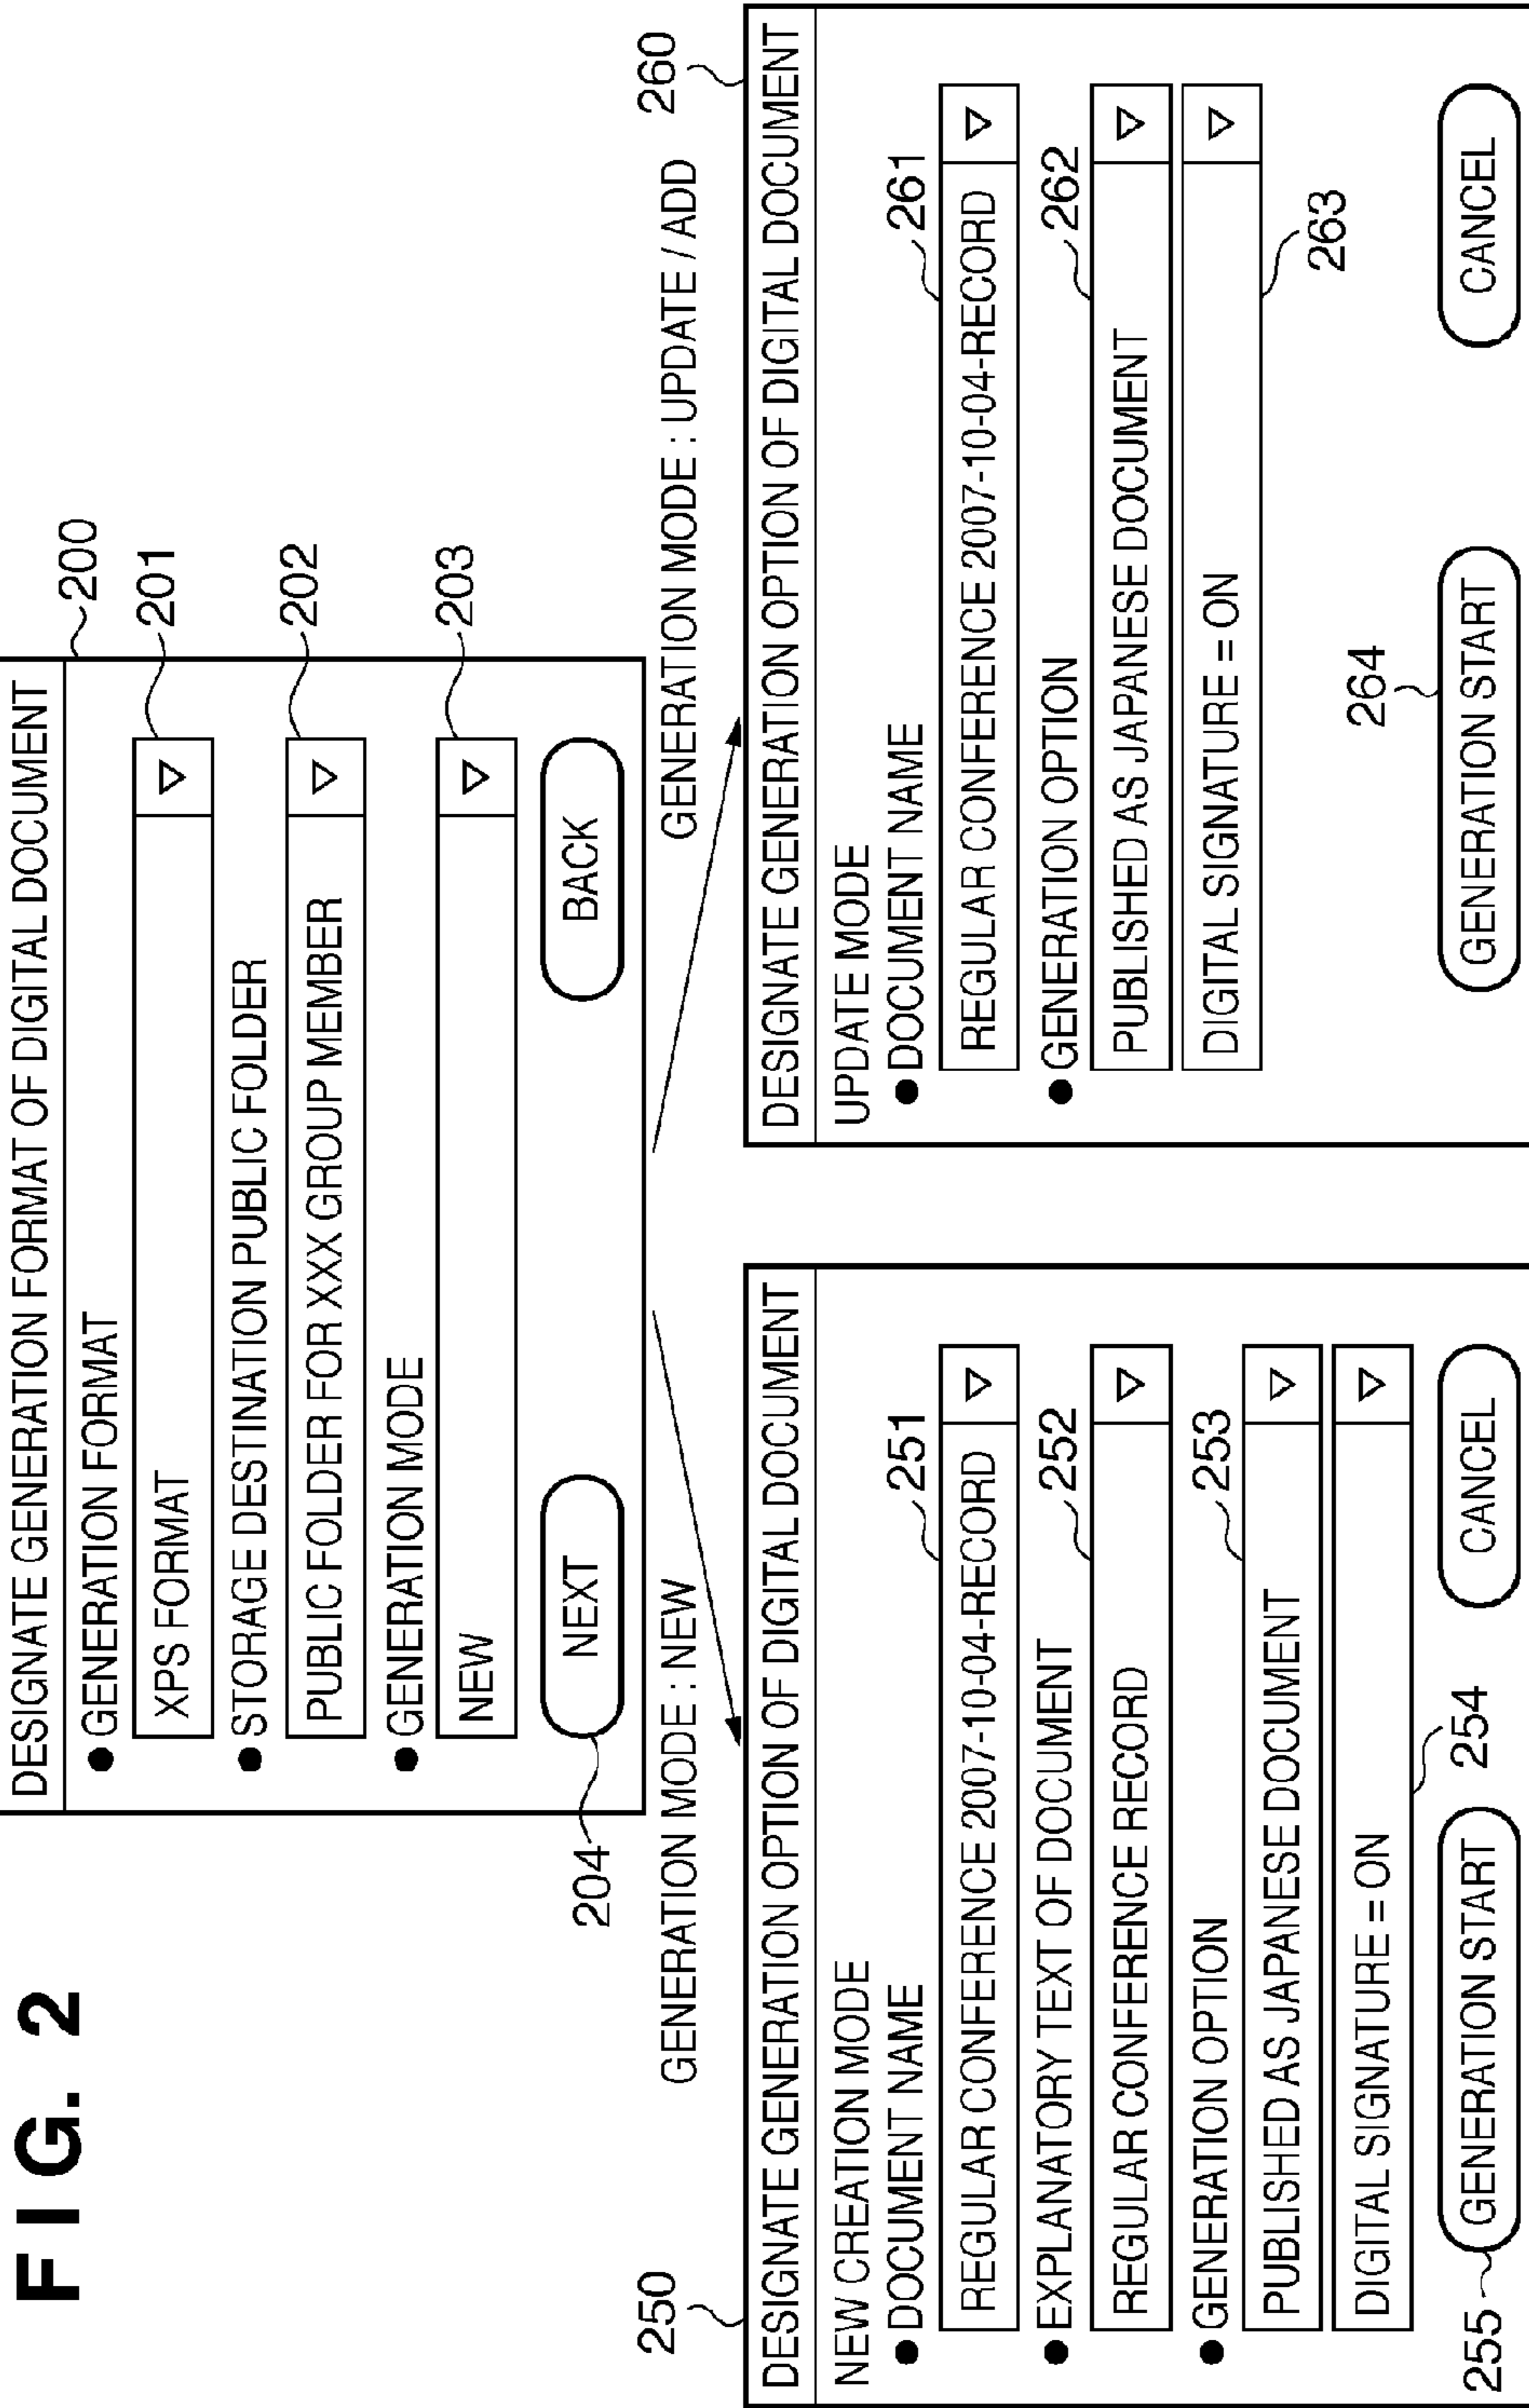 FIG. 2
200
DESIGNATE GENERATION FORMAT OF DIGITAL DOCUMENT
●GENERATION FORMAT
201
XPS FORMAT ▽
●STORAGE DESTINATION PUBLIC FOLDER
202
PUBLIC FOLDER FOR XXX GROUP MEMBER ▽
●GENERATION MODE
203
NEW ▽
204
NEXT
BACK
GENERATION MODE : NEW
GENERATION MODE : UPDATE / ADD
250
DESIGNATE GENERATION OPTION OF DIGITAL DOCUMENT
NEW CREATION MODE
●DOCUMENT NAME
251
REGULAR CONFERENCE 2007-10-04-RECORD ▽
●EXPLANATORY TEXT OF DOCUMENT
252
REGULAR CONFERENCE RECORD ▽
●GENERATION OPTION
253
PUBLISHED AS JAPANESE DOCUMENT ▽
DIGITAL SIGNATURE = ON ▽
254
255
GENERATION START
CANCEL
260
DESIGNATE GENERATION OPTION OF DIGITAL DOCUMENT
UPDATE MODE
●DOCUMENT NAME
261
REGULAR CONFERENCE 2007-10-04-RECORD ▽
●GENERATION OPTION
262
PUBLISHED AS JAPANESE DOCUMENT ▽
DIGITAL SIGNATURE = ON ▽
263
264
GENERATION START
CANCEL